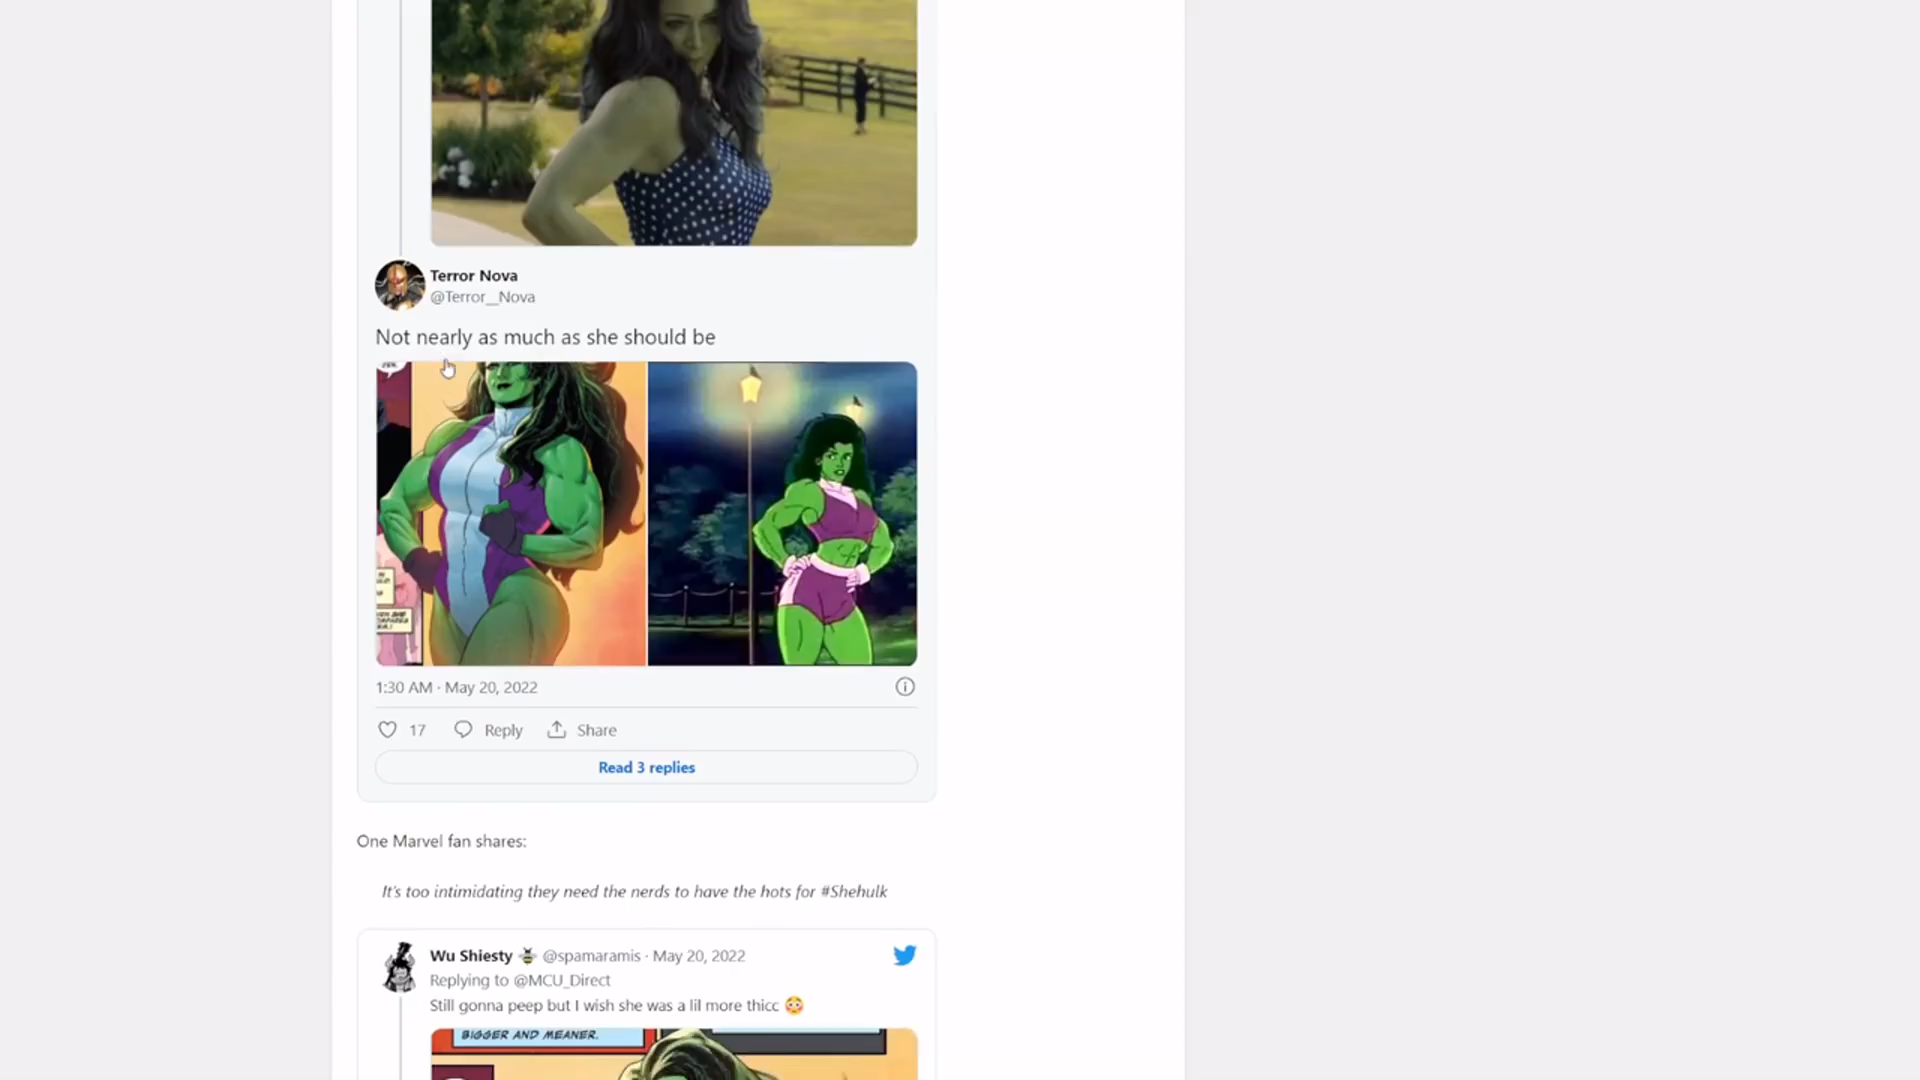 Terror Nova
@Terror__Nova
Not nearly as much as she should be
1:30 AM · May 20, 2022
17 Reply Share
Read 3 replies
One Marvel fan shares:
It's too intimidating they need the nerds to have the hots for #Shehulk
Wu Shiesty 🐝 @spamaramis · May 20, 2022
Replying to @MCU_Direct
Still gonna peep but I wish she was a lil more thicc 😳
BIGGER AND MEANER.